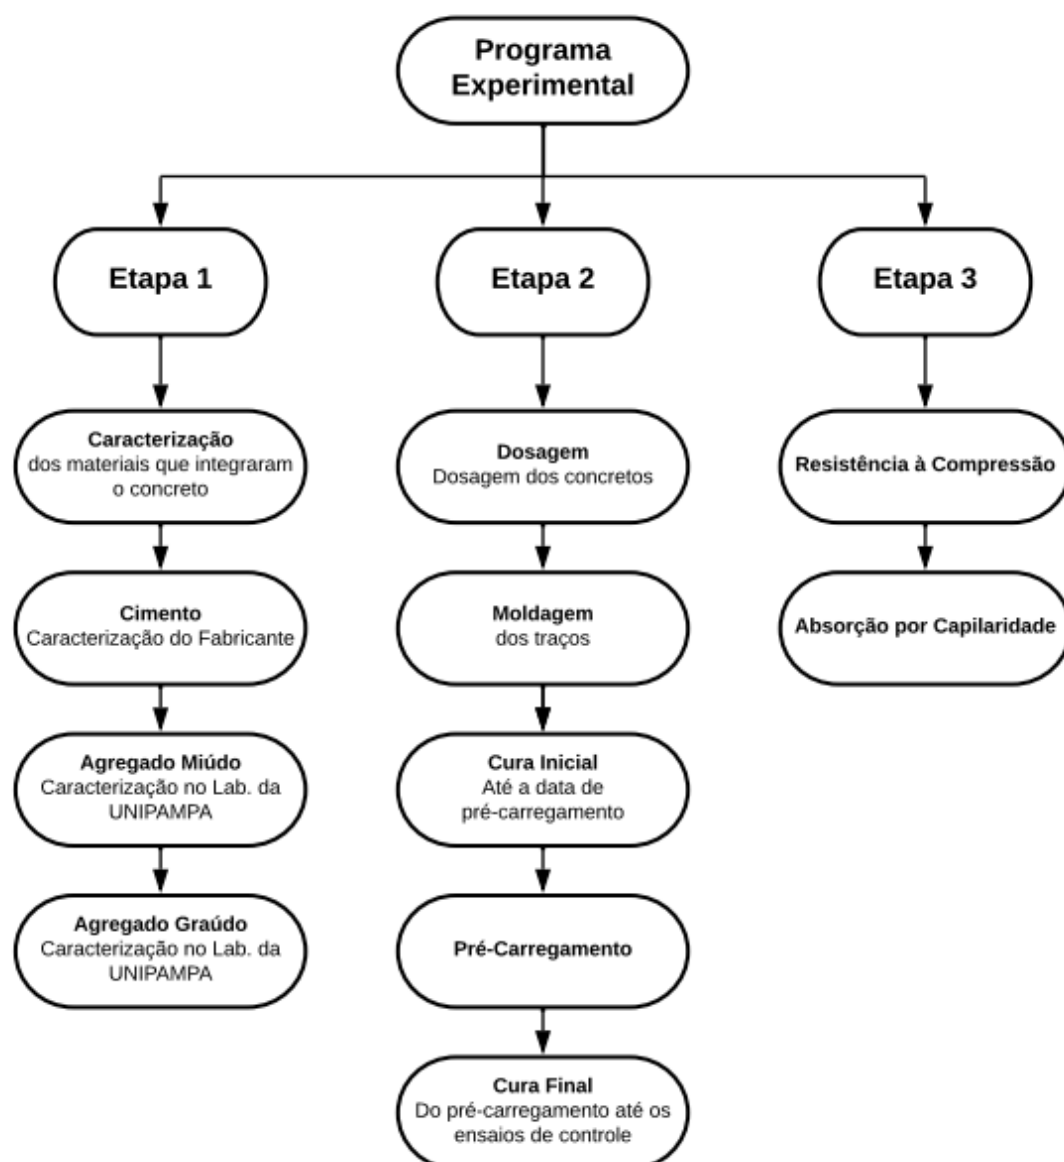 Programa
Experimental
Etapa 1
Etapa 2
Etapa 3
Caracterização
dos materiais que integraram
o concreto
Cimento
Caracterização do Fabricante
Agregado Miúdo
Caracterização no Lab. da
UNIPAMPA
Agregado Graúdo
Caracterização no Lab. da
UNIPAMPA
Dosagem
Dosagem dos concretos
Moldagem
dos traços
Cura Inicial
Até a data de
pré-carregamento
Pré-Carregamento
Cura Final
Do pré-carregamento até os
ensaios de controle
Resistência à Compressão
Absorção por Capilaridade